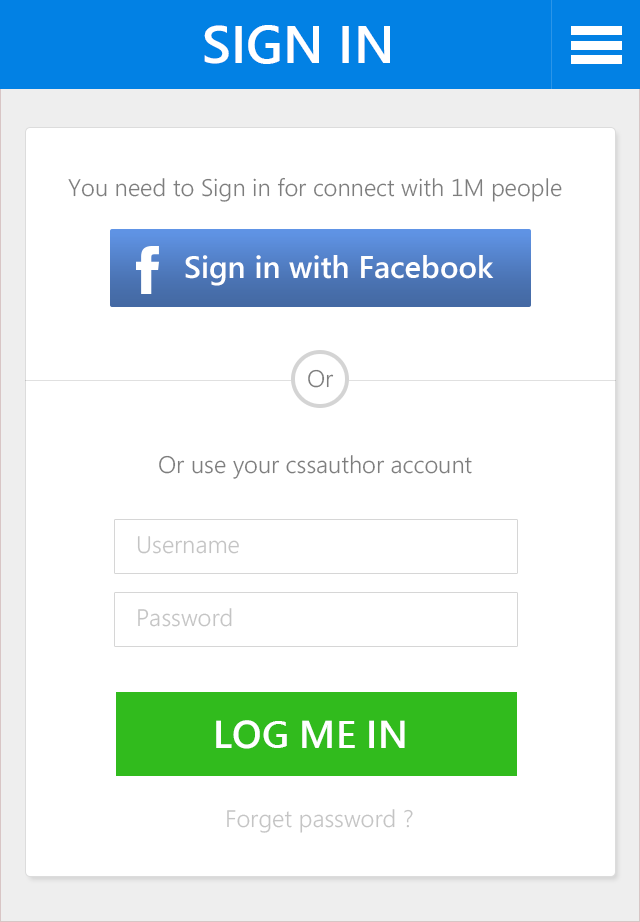 SIGN IN
You need to Sign in for connect with 1M people
f Sign in with Facebook
Or
Or use your cssauthor account
Username
Password
LOG ME IN
Forget password ?